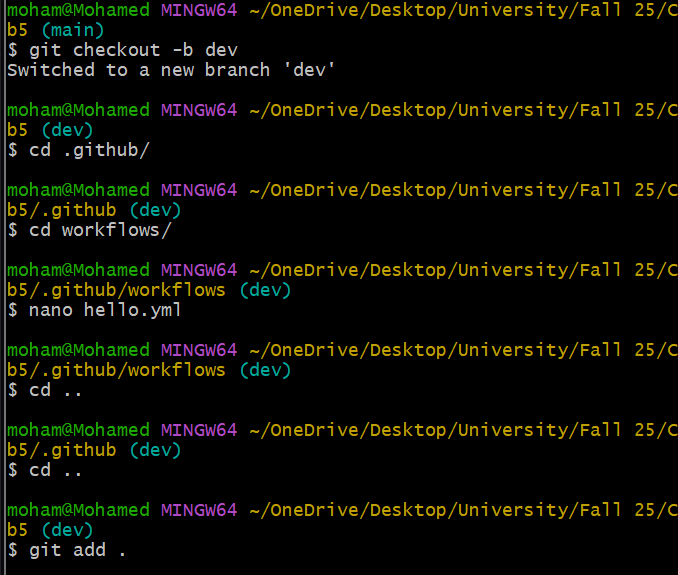 moham@Mohamed MINGW64 ~/OneDrive/Desktop/University/Fall 25/C
b5 (main)
$ git checkout -b dev
Switched to a new branch 'dev'
moham@Mohamed MINGW64 ~/OneDrive/Desktop/University/Fall 25/C
b5 (dev)
$ cd .github/
moham@Mohamed MINGW64 ~/OneDrive/Desktop/University/Fall 25/C
b5/.github (dev)
$ cd workflows/
moham@Mohamed MINGW64 ~/OneDrive/Desktop/University/Fall 25/C
b5/.github/workflows (dev)
$ nano hello.yml
moham@Mohamed MINGW64 ~/OneDrive/Desktop/University/Fall 25/C
b5/.github/workflows (dev)
$ cd ..
moham@Mohamed MINGW64 ~/OneDrive/Desktop/University/Fall 25/C
b5/.github (dev)
$ cd ..
moham@Mohamed MINGW64 ~/OneDrive/Desktop/University/Fall 25/C
b5 (dev)
$ git add .